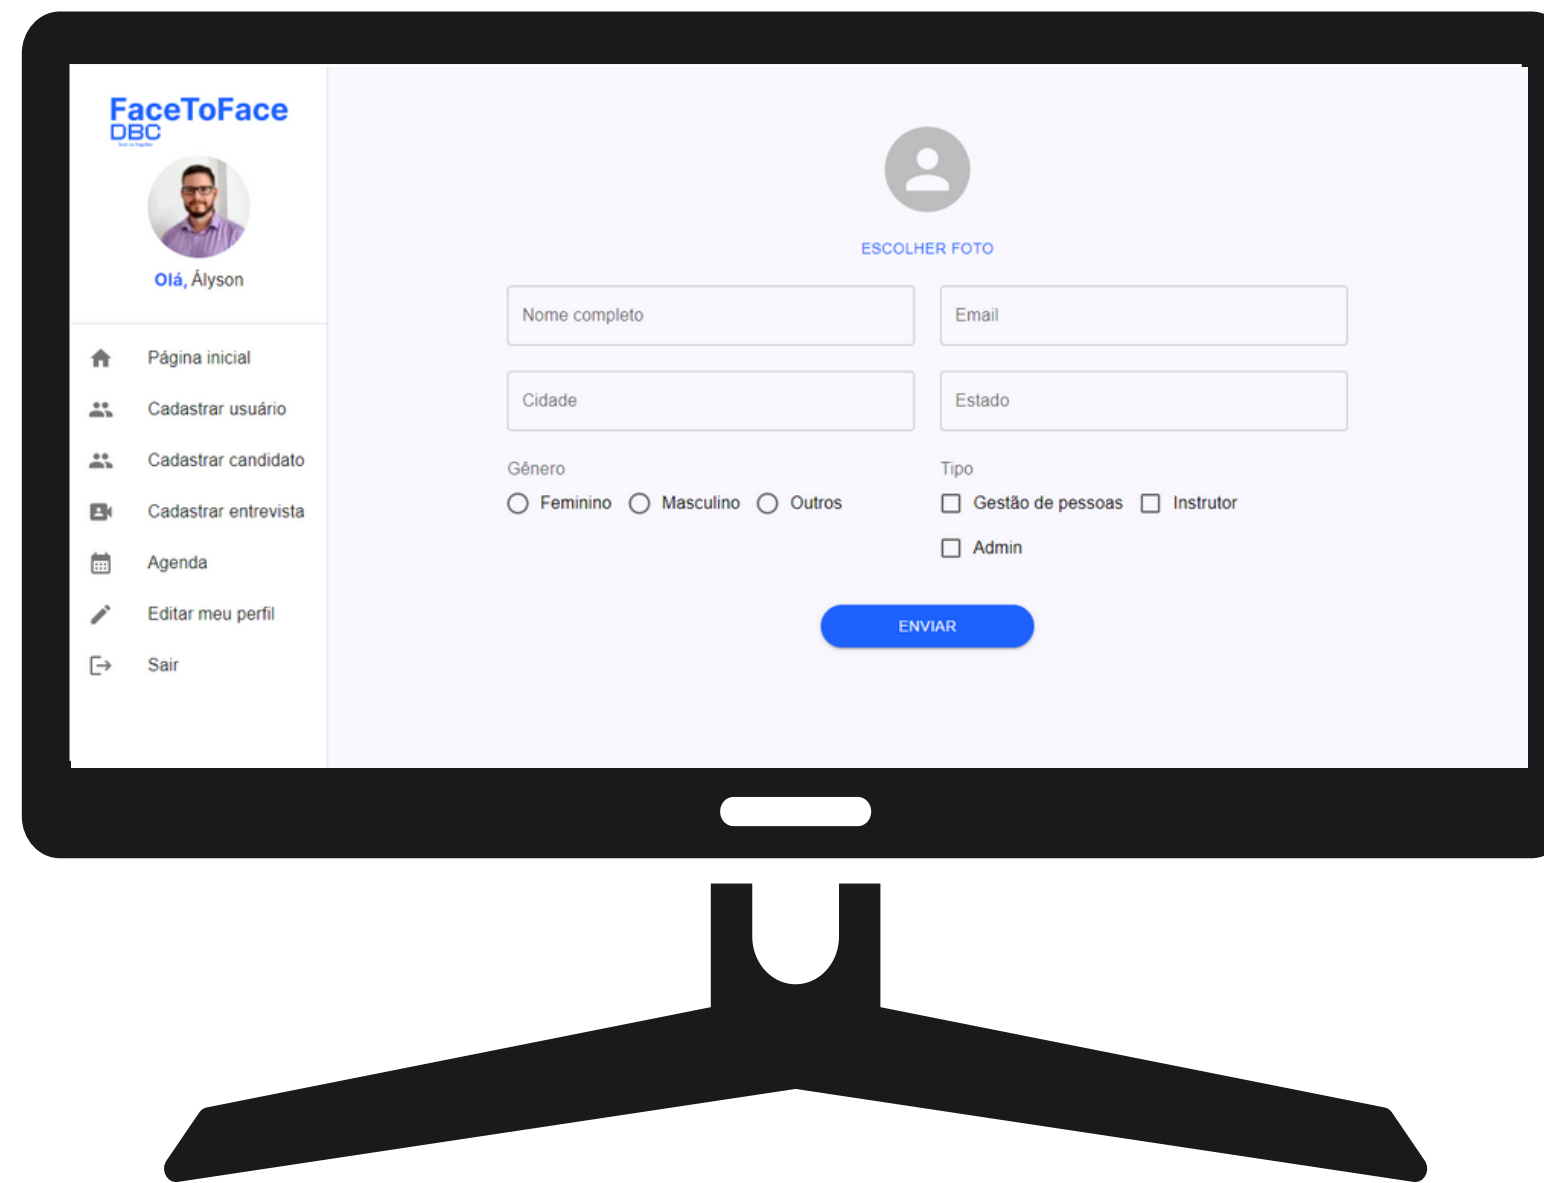 FaceToFace
DBC
Olá, Ályson
Página inicial
Cadastrar usuário
Cadastrar candidato
Cadastrar entrevista
Agenda
Editar meu perfil
Sair
ESCOLHER FOTO
Nome completo
Email
Cidade
Estado
Gênero
Feminino Masculino Outros
Tipo
Gestão de pessoas Instrutor
Admin
ENVIAR